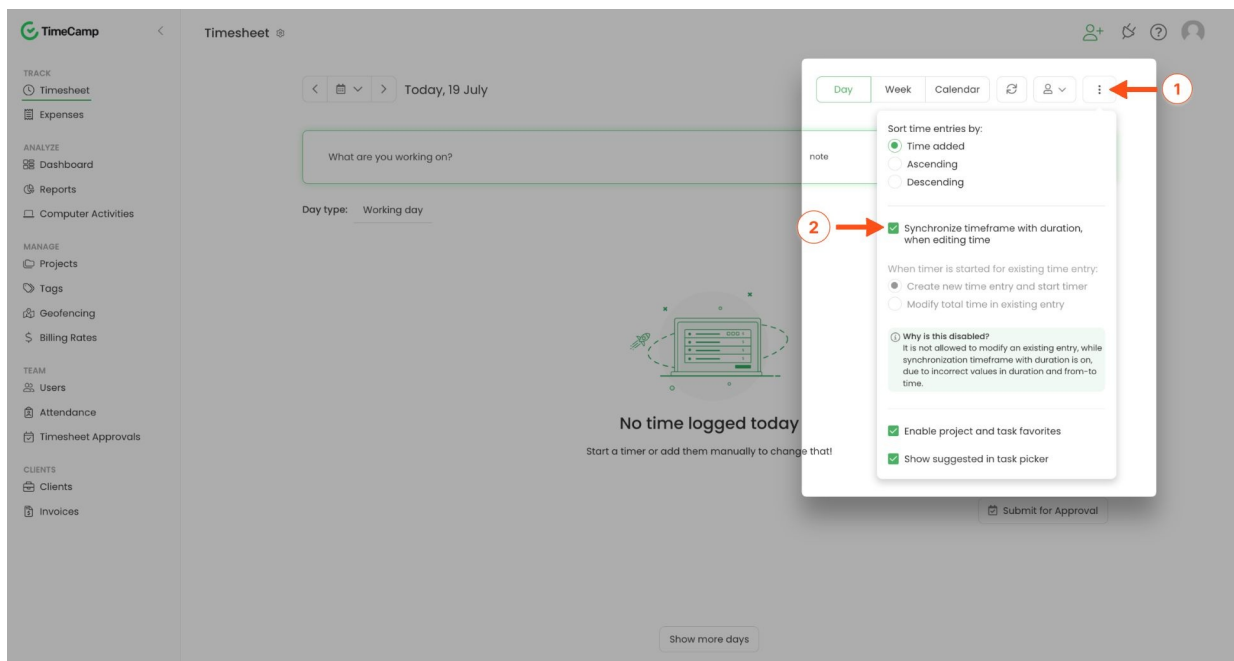 TimeCamp
Timesheet
TRACK
Timesheet
Expenses
ANALYZE
Dashboard
Reports
Computer Activities
MANAGE
Projects
Tags
Geofencing
$ Billing Rates
TEAM
Users
Attendance
Timesheet Approvals
CLIENTS
Clients
Invoices
Today, 19 July
Day Week Calendar
1
What are you working on?
note
Day type: Working day
Sort time entries by:
Time added
Ascending
Descending
2
Synchronize timeframe with duration,
when editing time
When timer is started for existing time entry:
Create new time entry and start timer
Modify total time in existing entry
Why is this disabled?
It is not allowed to modify an existing entry, while
synchronization timeframe with duration is on,
due to incorrect values in duration and from-to
time.
Enable project and task favorites
Show suggested in task picker
No time logged today
Start a timer or add them manually to change that!
Submit for Approval
Show more days